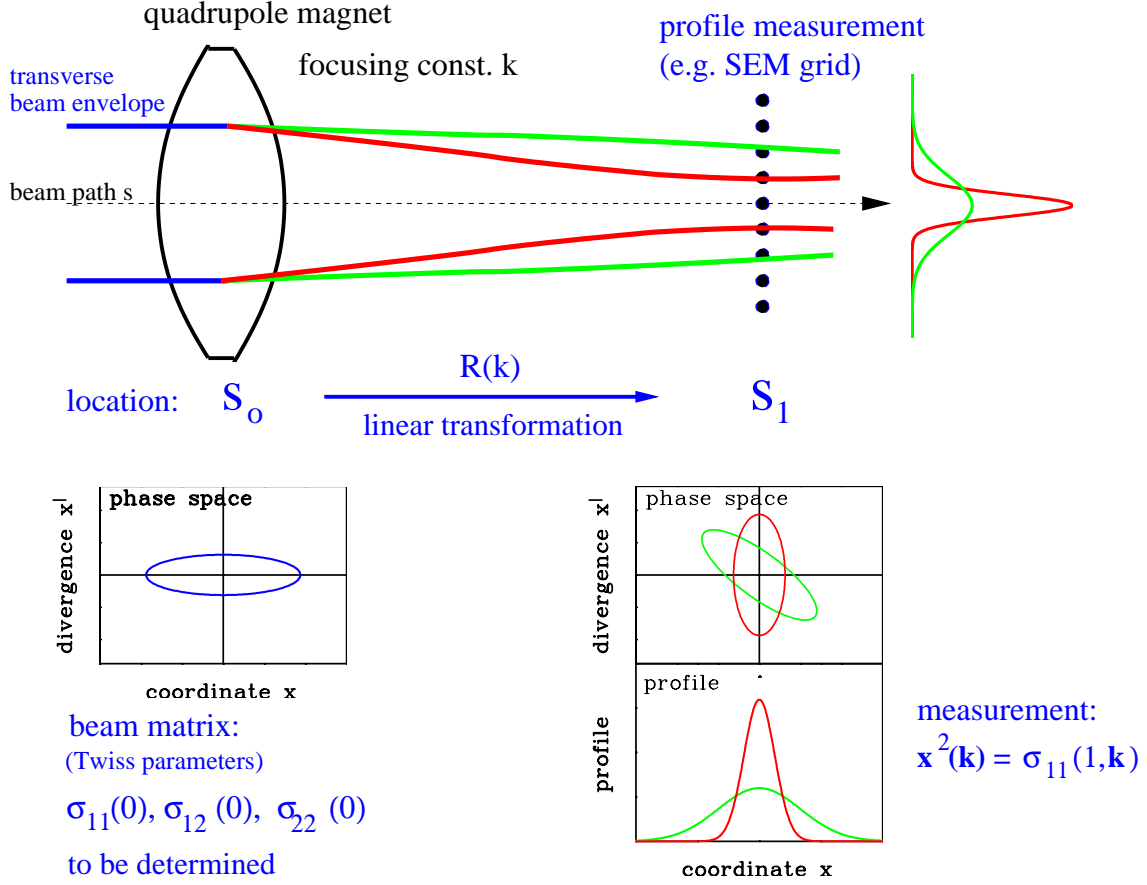 quadrupole magnet
focusing const. k
profile measurement
(e.g. SEM grid)
transverse
beam envelope
beam path s
location:
S₀
R(k)
linear transformation
S₁
phase space
divergence x'
coordinate x
phase space
divergence x'
profile
profile
coordinate x
beam matrix:
(Twiss parameters)
σ₁₁(0), σ₁₂ (0), σ₂₂ (0)
to be determined
measurement:
x²(k) = σ₁₁(1,k)